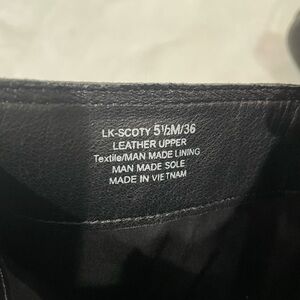 LK-SCOTY 5½M/36
LEATHER UPPER
Textile/MAN MADE LINING
MAN MADE SOLE
MADE IN VIETNAM